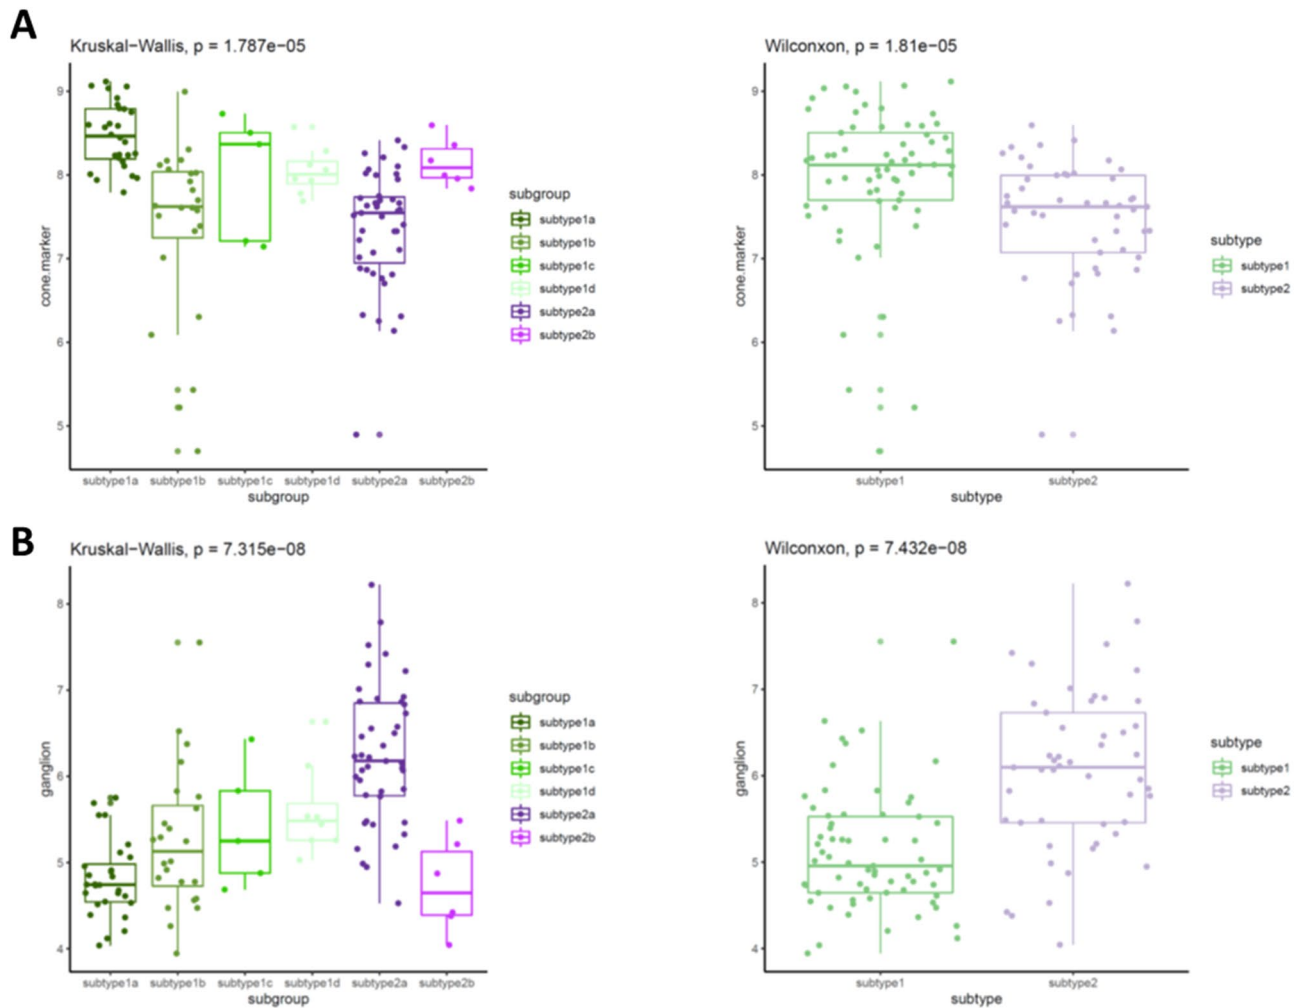 A
Kruskal-Wallis, p = 1.787e-05
9
8
7
6
5
cone.marker
subtype1a subtype1b subtype1c subtype1d subtype2a subtype2b
subgroup
subgroup
subtype1a
subtype1b
subtype1c
subtype1d
subtype2a
subtype2b
Wilconxon, p = 1.81e-05
9
8
7
6
5
cone.marker
subtype1 subtype2
subtype
subtype
subtype1
subtype2
B
Kruskal-Wallis, p = 7.315e-08
8
7
6
5
4
ganglion
subtype1a subtype1b subtype1c subtype1d subtype2a subtype2b
subgroup
subgroup
subtype1a
subtype1b
subtype1c
subtype1d
subtype2a
subtype2b
Wilconxon, p = 7.432e-08
8
7
6
5
4
ganglion
subtype1 subtype2
subtype
subtype
subtype1
subtype2